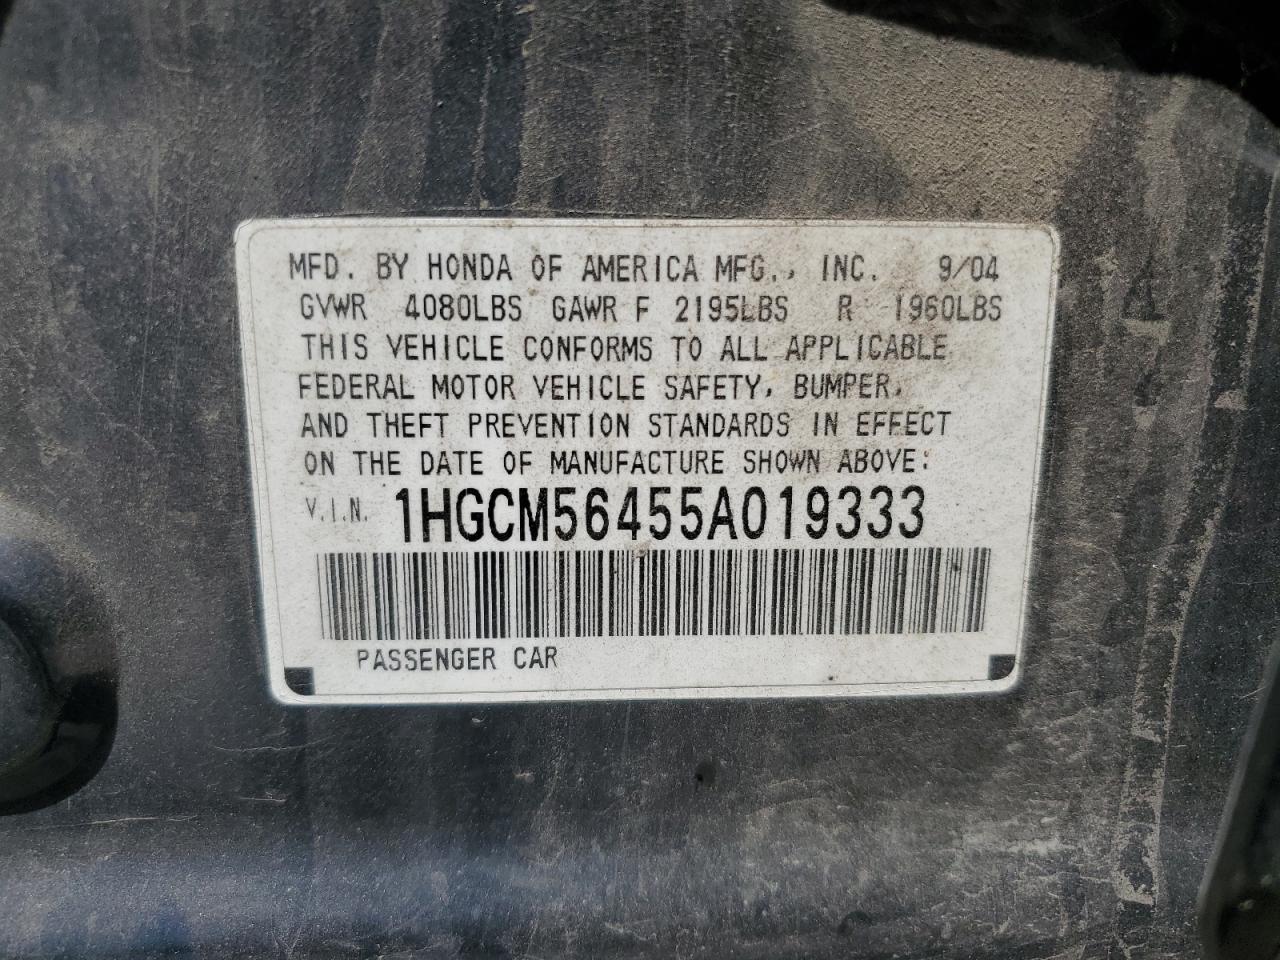 MFD. BY HONDA OF AMERICA MFG., INC. 9/04
GVWR 4080LBS GAWR F 2195LBS R 1960LBS
THIS VEHICLE CONFORMS TO ALL APPLICABLE
FEDERAL MOTOR VEHICLE SAFETY, BUMPER,
AND THEFT PREVENTION STANDARDS IN EFFECT
ON THE DATE OF MANUFACTURE SHOWN ABOVE:
V.I.N. 1HGCM56455A019333
PASSENGER CAR